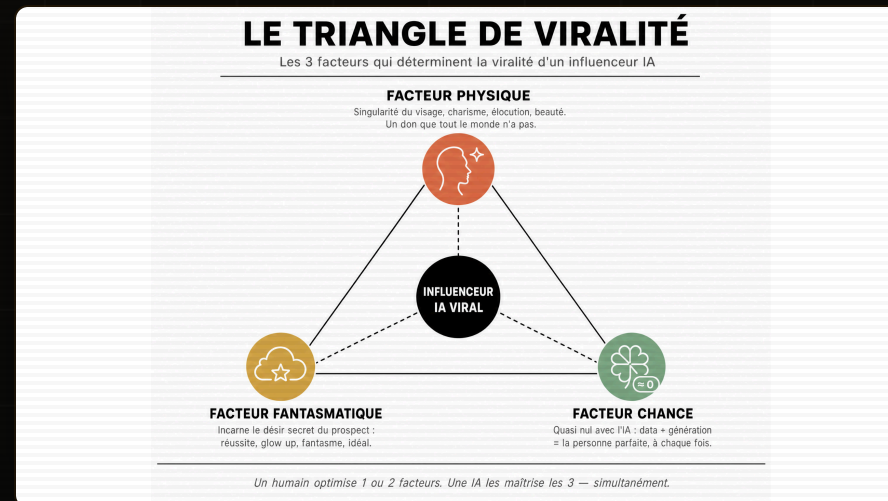 LE TRIANGLE DE VIRALITÉ
Les 3 facteurs qui déterminent la viralité d'un influenceur IA
FACTEUR PHYSIQUE
Singularité du visage, charisme, élocution, beauté.
Un don que tout le monde n'a pas.
INFLUENCEUR
IA VIRAL
≈ 0
FACTEUR FANTASMATIQUE
Incarne le désir secret du prospect :
réussite, glow up, fantasme, idéal.
FACTEUR CHANCE
Quasi nul avec l'IA : data + génération
= la personne parfaite, à chaque fois.
Un humain optimise 1 ou 2 facteurs. Une IA les maîtrise les 3 — simultanément.